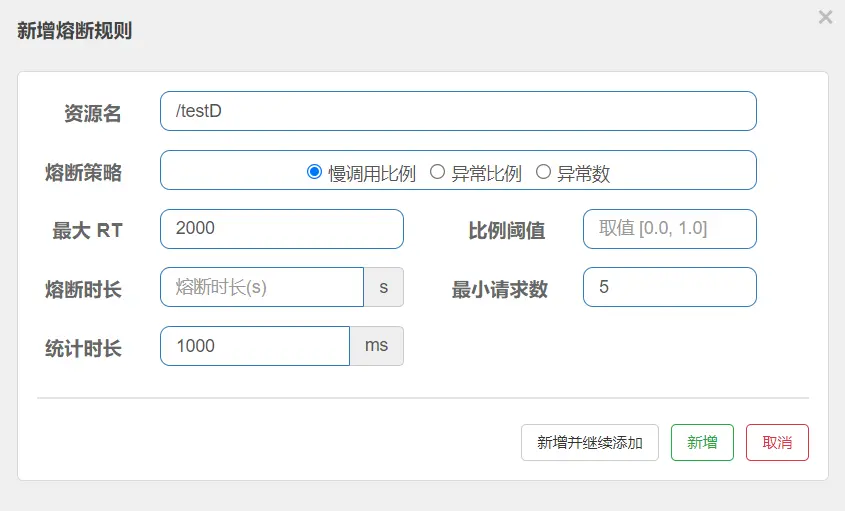 新增熔断规则
×
资源名 /testD
熔断策略 慢调用比例 异常比例 异常数
最大 RT 2000 比例阈值 取值 [0.0, 1.0]
熔断时长 熔断时长(s) s 最小请求数 5
统计时长 1000 ms
新增并继续添加 新增 取消